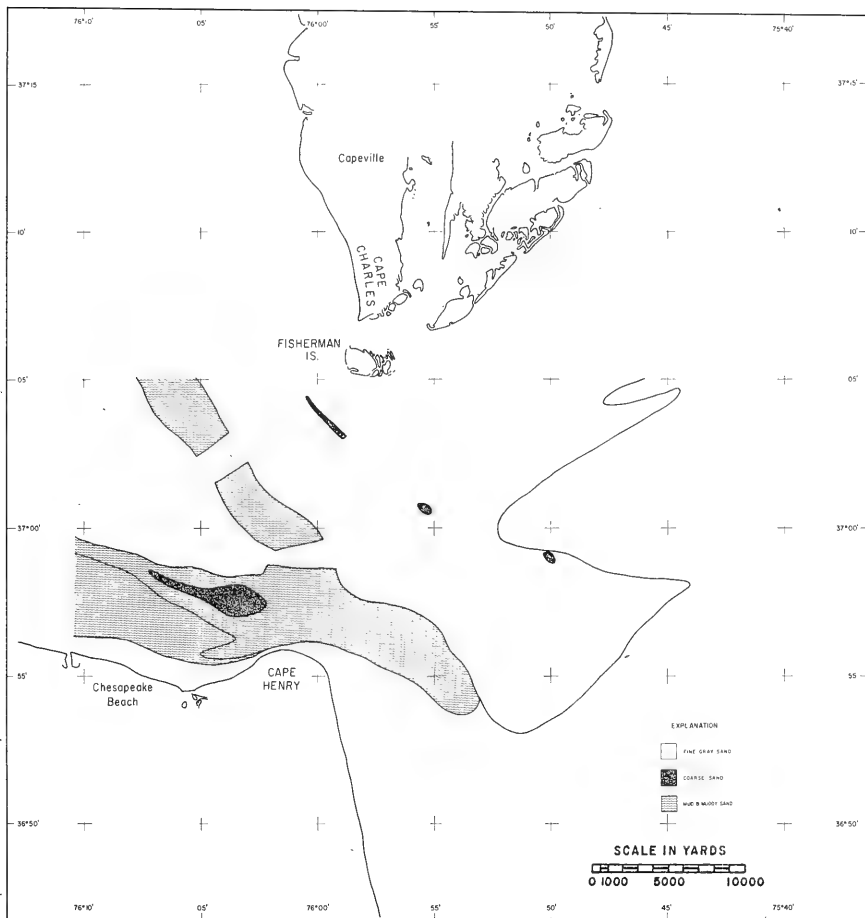 76°10' 05' 76°00' 55' 50' 45' 75°40'
37°15' 37°15'
Capeville
10' 10'
CAPE
CHARLES
FISHERMAN
IS.
05' 05'
37°00' 37°00'
55' 55'
Chesapeake
Beach
CAPE
HENRY
EXPLANATION
FINE GRAY SAND
COARSE SAND
MUD & MUDDY SAND
36°50' 36°50'
SCALE IN YARDS
0 1000 5000 10000
76°10' 05' 76°00' 55' 50' 45' 75°40'